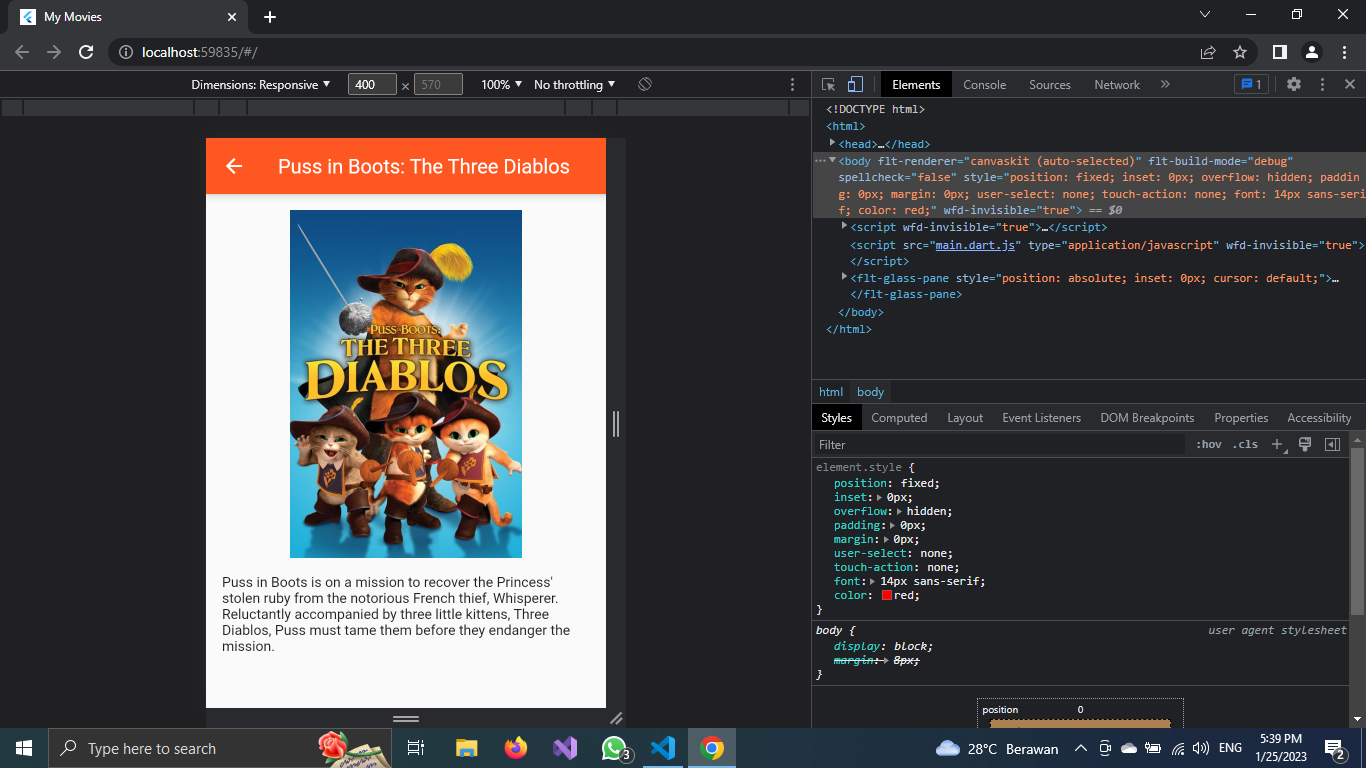 My Movies
localhost:59835/#/
Dimensions: Responsive
400 × 570
100%
No throttling
Elements
Console
Sources
Network
1
<!DOCTYPE html>
<html>
<head>…</head>
<body flt-renderer="canvaskit (auto-selected)" flt-build-mode="debug"
spellcheck="false" style="position: fixed; inset: 0px; overflow: hidden; paddin
g: 0px; margin: 0px; user-select: none; touch-action: none; font: 14px sans-seri
f; color: red;" wfd-invisible="true"> == $0
<script wfd-invisible="true">…</script>
<script src="main.dart.js" type="application/javascript" wfd-invisible="true">
</script>
<flt-glass-pane style="position: absolute; inset: 0px; cursor: default;">…
</flt-glass-pane>
</body>
</html>
Puss in Boots: The Three Diablos
Puss in Boots:
The Three
Diablos
Puss in Boots is on a mission to recover the Princess'
stolen ruby from the notorious French thief, Whisperer.
Reluctantly accompanied by three little kittens, Three
Diablos, Puss must tame them before they endanger the
mission.
html
body
Styles
Computed
Layout
Event Listeners
DOM Breakpoints
Properties
Accessibility
Filter
:hov
.cls
element.style {
position: fixed;
inset: 0px;
overflow: hidden;
padding: 0px;
margin: 0px;
user-select: none;
touch-action: none;
font: 14px sans-serif;
color: red;
}
body {
user agent stylesheet
display: block;
margin: 8px;
}
position
0
Type here to search
3
28°C Berawan
ENG
5:39 PM
1/25/2023
2